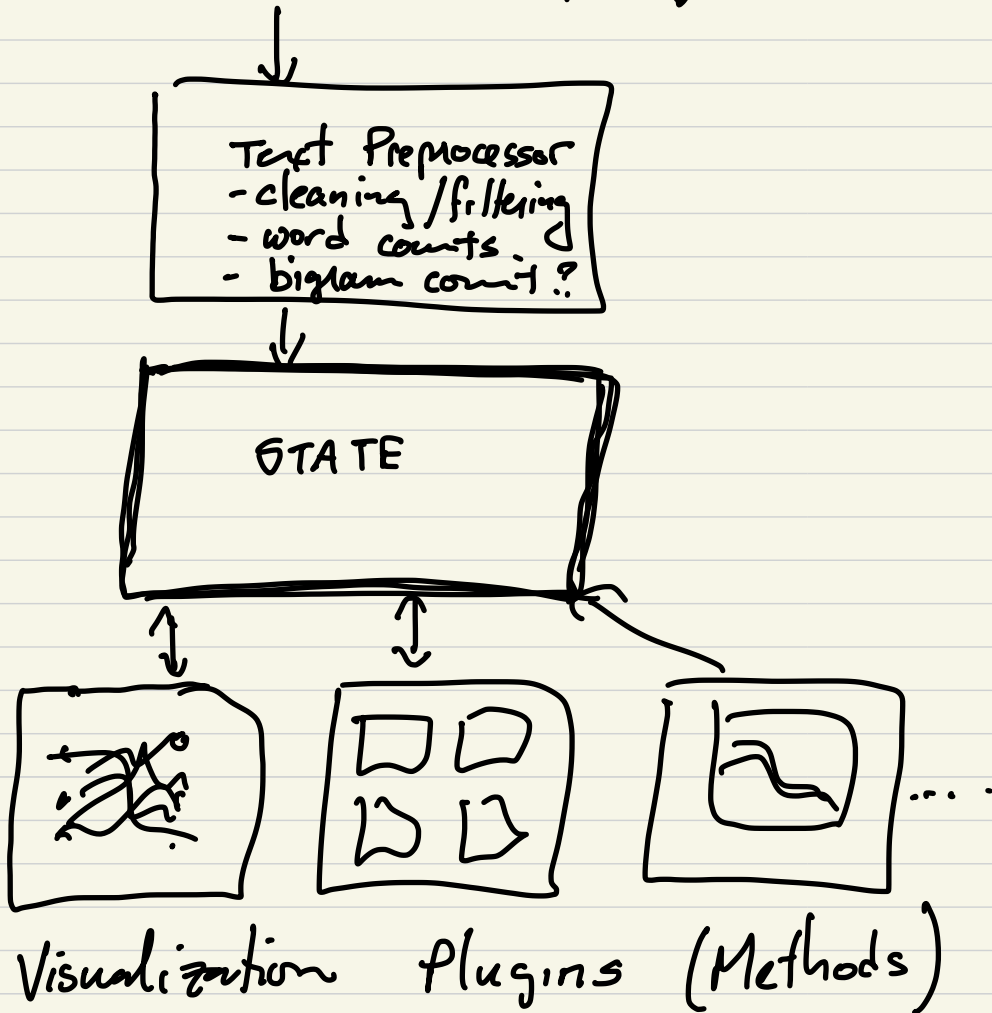 Text Preprocessor
- cleaning/filtering
- word counts
- bigram count?
STATE
....
Visualization Plugins (Methods)